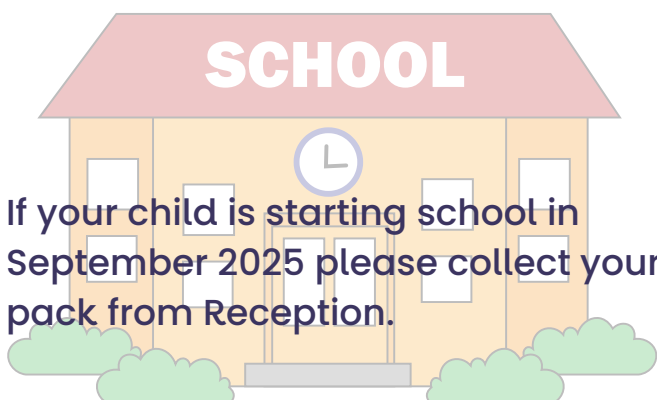 SCHOOL
If your child is starting school in
September 2025 please collect your
pack from Reception.